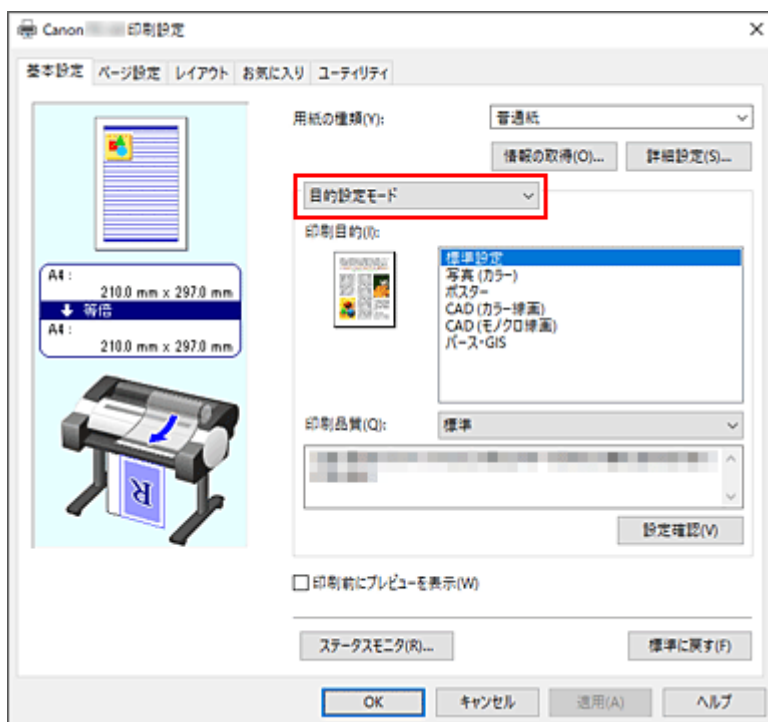 Canon 印刷設定
基本設定 ページ設定 レイアウト お気に入り ユーティリティ
用紙の種類(Y): 普通紙
情報の取得(O)... 詳細設定(S)...
目的設定モード
印刷目的(I):
標準設定
写真 (カラー)
ポスター
CAD (カラー線画)
CAD (モノクロ線画)
パース・GIS
A4 :
210.0 mm x 297.0 mm
等倍
A4 :
210.0 mm x 297.0 mm
R
印刷品質(Q): 標準
設定確認(V)
印刷前にプレビューを表示(W)
ステータスモニタ(R)... 標準に戻す(F)
OK キャンセル 適用(A) ヘルプ